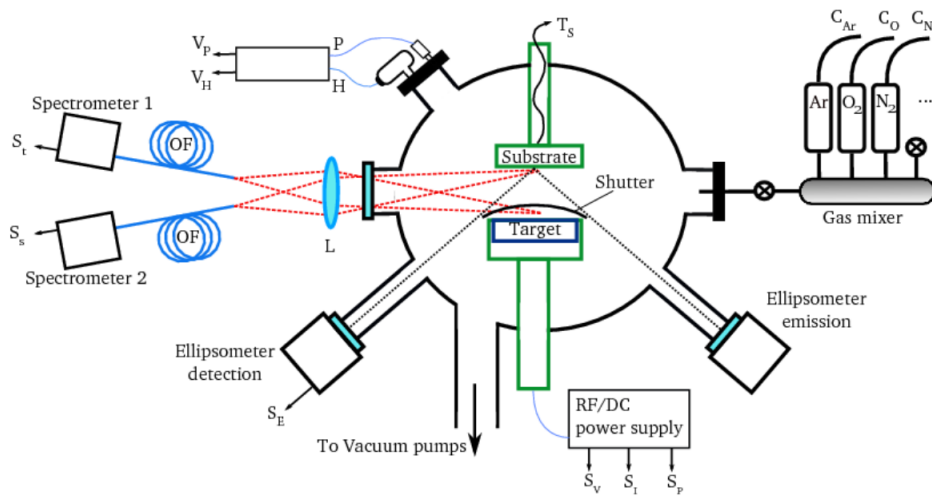 C_Ar C_O C_N
T_S
V_P P
V_H H
Ar O_2 N_2 ...
Spectrometer 1
OF
S_t
Substrate
Shutter
Gas mixer
Target
S_s
OF
L
Spectrometer 2
Ellipsometer
emission
Ellipsometer
detection
S_E
RF/DC
power supply
To Vacuum pumps
S_V S_I S_P